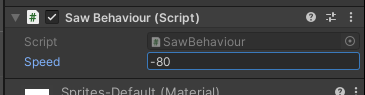 Saw Behaviour (Script)
Script SawBehaviour
Speed -80
Sprites-Default (Material)